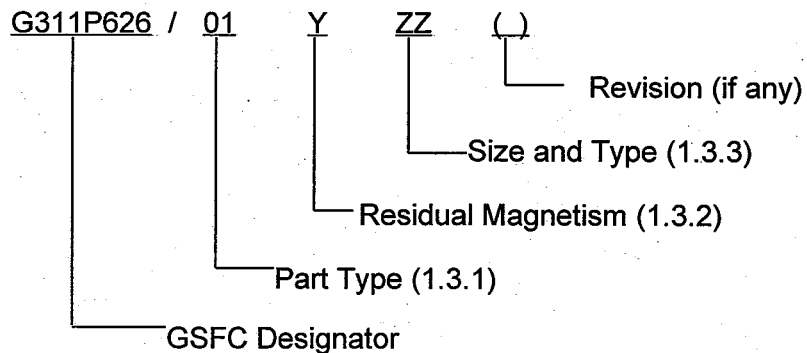 G311P626 / 01 Y ZZ ( )
Revision (if any)
Size and Type (1.3.3)
Residual Magnetism (1.3.2)
Part Type (1.3.1)
GSFC Designator